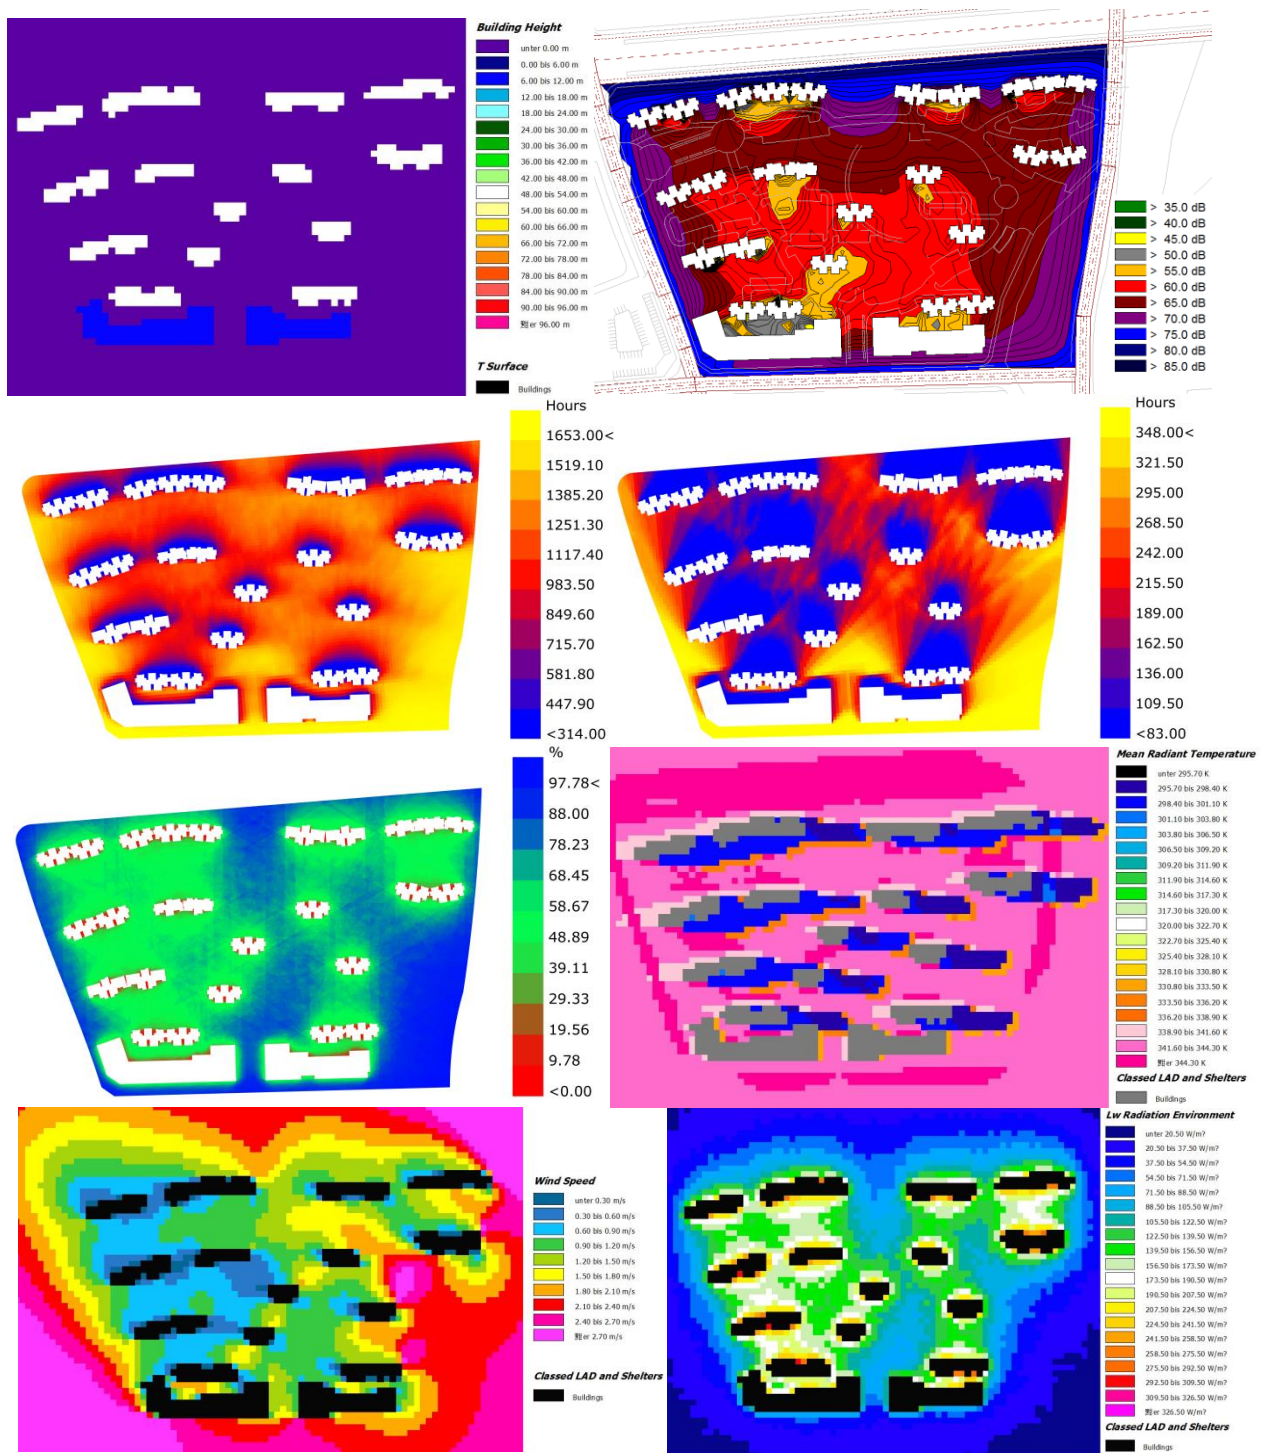 Building Height
unter 0.00 m
0.00 bis 6.00 m
6.00 bis 12.00 m
12.00 bis 18.00 m
18.00 bis 24.00 m
24.00 bis 30.00 m
30.00 bis 36.00 m
36.00 bis 42.00 m
42.00 bis 48.00 m
48.00 bis 54.00 m
54.00 bis 60.00 m
60.00 bis 66.00 m
66.00 bis 72.00 m
72.00 bis 78.00 m
78.00 bis 84.00 m
84.00 bis 90.00 m
90.00 bis 96.00 m
er 96.00 m
T Surface
Buildings
> 35.0 dB
> 40.0 dB
> 45.0 dB
> 50.0 dB
> 55.0 dB
> 60.0 dB
> 65.0 dB
> 70.0 dB
> 75.0 dB
> 80.0 dB
> 85.0 dB
Hours
1653.00<
1519.10
1385.20
1251.30
1117.40
983.50
849.60
715.70
581.80
447.90
<314.00
Hours
348.00<
321.50
295.00
268.50
242.00
215.50
189.00
162.50
136.00
109.50
<83.00
%
97.78<
88.00
78.23
68.45
58.67
48.89
39.11
29.33
19.56
9.78
<0.00
Mean Radiant Temperature
unter 295.70 K
295.70 bis 298.40 K
298.40 bis 301.10 K
301.10 bis 303.80 K
303.80 bis 306.50 K
306.50 bis 309.20 K
309.20 bis 311.90 K
311.90 bis 314.60 K
314.60 bis 317.30 K
317.30 bis 320.00 K
320.00 bis 322.70 K
322.70 bis 325.40 K
325.40 bis 328.10 K
328.10 bis 330.80 K
330.80 bis 333.50 K
333.50 bis 336.20 K
336.20 bis 338.90 K
338.90 bis 341.60 K
341.60 bis 344.30 K
er 344.30 K
Classed LAD and Shelters
Buildings
Wind Speed
unter 0.30 m/s
0.30 bis 0.60 m/s
0.60 bis 0.90 m/s
0.90 bis 1.20 m/s
1.20 bis 1.50 m/s
1.50 bis 1.80 m/s
1.80 bis 2.10 m/s
2.10 bis 2.40 m/s
2.40 bis 2.70 m/s
er 2.70 m/s
Classed LAD and Shelters
Buildings
Lw Radiation Environment
unter 20.50 W/m?
20.50 bis 37.50 W/m?
37.50 bis 54.50 W/m?
54.50 bis 71.50 W/m?
71.50 bis 88.50 W/m?
88.50 bis 105.50 W/m?
105.50 bis 122.50 W/m?
122.50 bis 139.50 W/m?
139.50 bis 156.50 W/m?
156.50 bis 173.50 W/m?
173.50 bis 190.50 W/m?
190.50 bis 207.50 W/m?
207.50 bis 224.50 W/m?
224.50 bis 241.50 W/m?
241.50 bis 258.50 W/m?
258.50 bis 275.50 W/m?
275.50 bis 292.50 W/m?
292.50 bis 309.50 W/m?
309.50 bis 326.50 W/m?
er 326.50 W/m?
Classed LAD and Shelters
Buildings